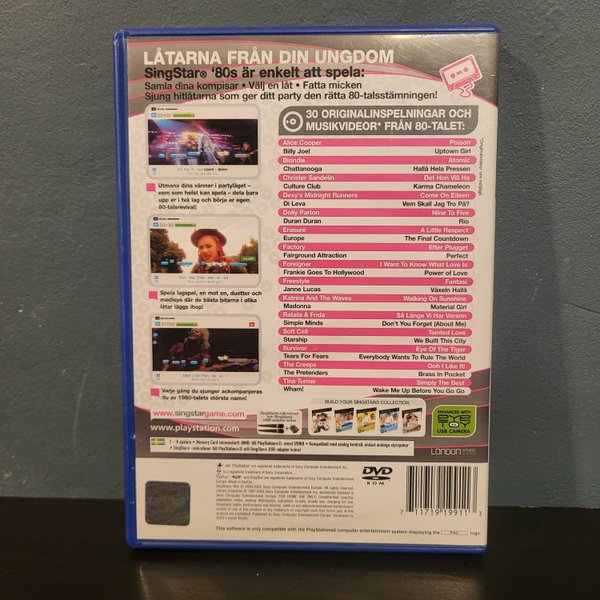 LÅTARNA FRÅN DIN UNGDOM
SingStar® ‘80s är enkelt att spela:
Samla dina kompisar • Välj en låt • Fatta micken
Sjung hitlåtarna som ger ditt party den rätta 80-talsstämningen!
30 ORIGINALINSPELNINGAR OCH
MUSIKVIDEOR* FRÅN 80-TALET:
Alice Cooper Poison
Billy Joel Uptown Girl
Blondie Atomic
Chattanooga Hallå Hela Pressen
Christer Sandelin Det Hon Vill Ha
Culture Club Karma Chameleon
Dexy's Midnight Runners Come On Eileen
Di Leva Vem Skall Jag Tro På?
Dolly Parton Nine To Five
Duran Duran Rio
Erasure A Little Respect
Europe The Final Countdown
Factory Efter Plugget
Fairground Attraction Perfect
Foreigner I Want To Know What Love Is
Frankie Goes To Hollywood Power of Love
Freestyle Fantasi
Janne Lucas Växeln Hallå
Katrina And The Waves Walking On Sunshine
Madonna Material Girl
Ratata & Frida Så Länge Vi Har Varann
Simple Minds Don't You Forget (About Me)
Soft Cell Tainted Love
Starship We Built This City
Survivor Eye Of The Tiger
Tears For Fears Everybody Wants To Rule The World
The Creeps Ooh I Like It!
The Pretenders Brass In Pocket
Tina Turner Simply The Best
Wham! Wake Me Up Before You Go Go
Utmana dina vänner i partyläget –
vem som helst kan spela – dela bara
upp er i två lag och börja er egen
80-talsrevival!
Spela lagspel, en mot en, duetter och
medleys där de bästa bitarna i olika
låtar läggs ihop!
Varje gång du sjunger ackompanjeras
du av 1980-talets största namn!
www.singstargame.com
www.playstation.com
BUILD YOUR SINGSTAR® COLLECTION
ENHANCED WITH
EYE
TOY
USB CAMERA
LONDON
DVD
ROM
This software is only compatible with the PlayStation®2 computer entertainment system displaying the PAL logo
7 11719 19911 3